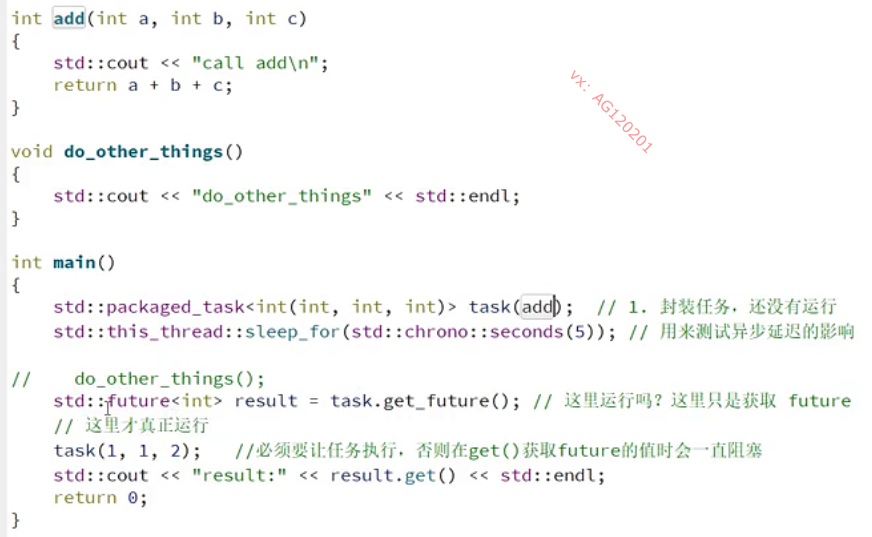 int add(int a, int b, int c)
{
    std::cout << "call add\n";
    return a + b + c;
}
vx: AG120201
void do_other_things()
{
    std::cout << "do_other_things" << std::endl;
}
int main()
{
    std::packaged_task<int(int, int, int)> task(add);  // 1. 封装任务，还没有运行
    std::this_thread::sleep_for(std::chrono::seconds(5)); // 用来测试异步延迟的影响
//    do_other_things();
    std::future<int> result = task.get_future(); // 这里运行吗？这里只是获取 future
    // 这里才真正运行
    task(1, 1, 2);   //必须要让任务执行，否则在get()获取future的值时会一直阻塞
    std::cout << "result:" << result.get() << std::endl;
    return 0;
}